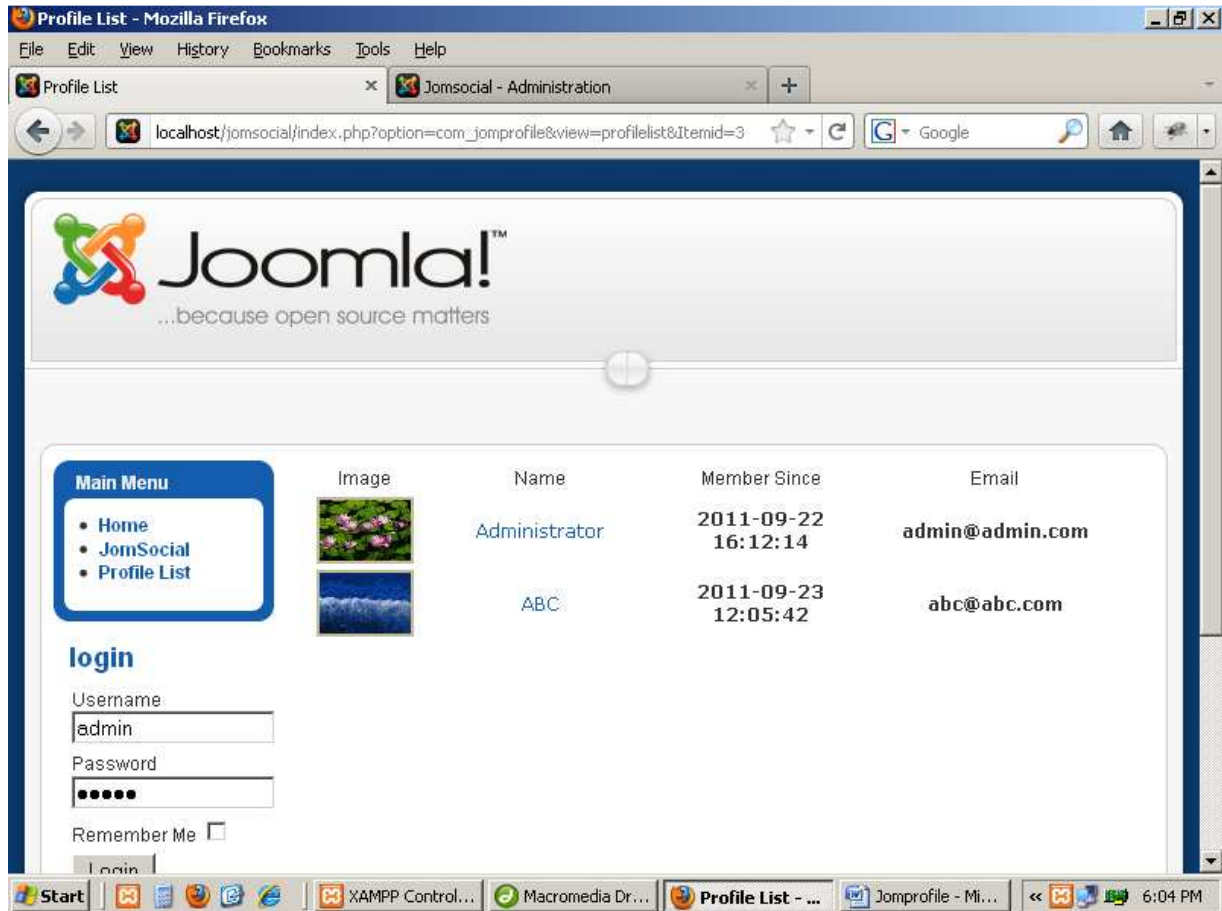 Profile List - Mozilla Firefox
File Edit View History Bookmarks Tools Help
Profile List
Jomsocial - Administration
localhost/jomsocial/index.php?option=com_jomprofile&view=profilelist&Itemid=3
Google
Joomla!™
...because open source matters
Main Menu
Home
JomSocial
Profile List
Image Name Member Since Email
Administrator 2011-09-22 16:12:14 admin@admin.com
ABC 2011-09-23 12:05:42 abc@abc.com
login
Username
admin
Password
●●●●●
Remember Me
Login
Start XAMPP Control... Macromedia Dr... Profile List - ... Jomprofile - Mi... « 6:04 PM